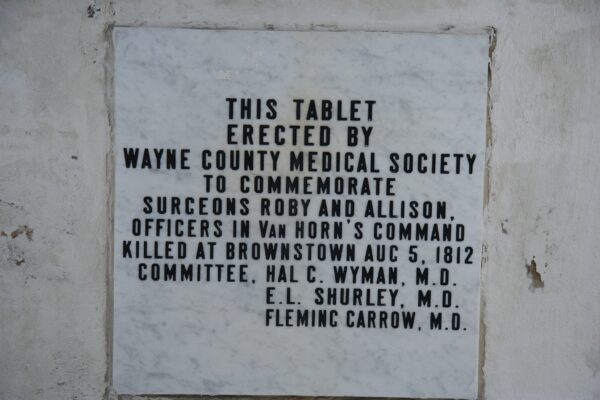 THIS TABLET
ERECTED BY
WAYNE COUNTY MEDICAL SOCIETY
TO COMMEMORATE
SURGEONS ROBY AND ALLISON,
OFFICERS IN VAN HORN'S COMMAND
KILLED AT BROWNSTOWN AUG 5, 1812
COMMITTEE, HAL C. WYMAN, M.D.
E.L. SHURLEY, M.D.
FLEMING CARROW, M.D.